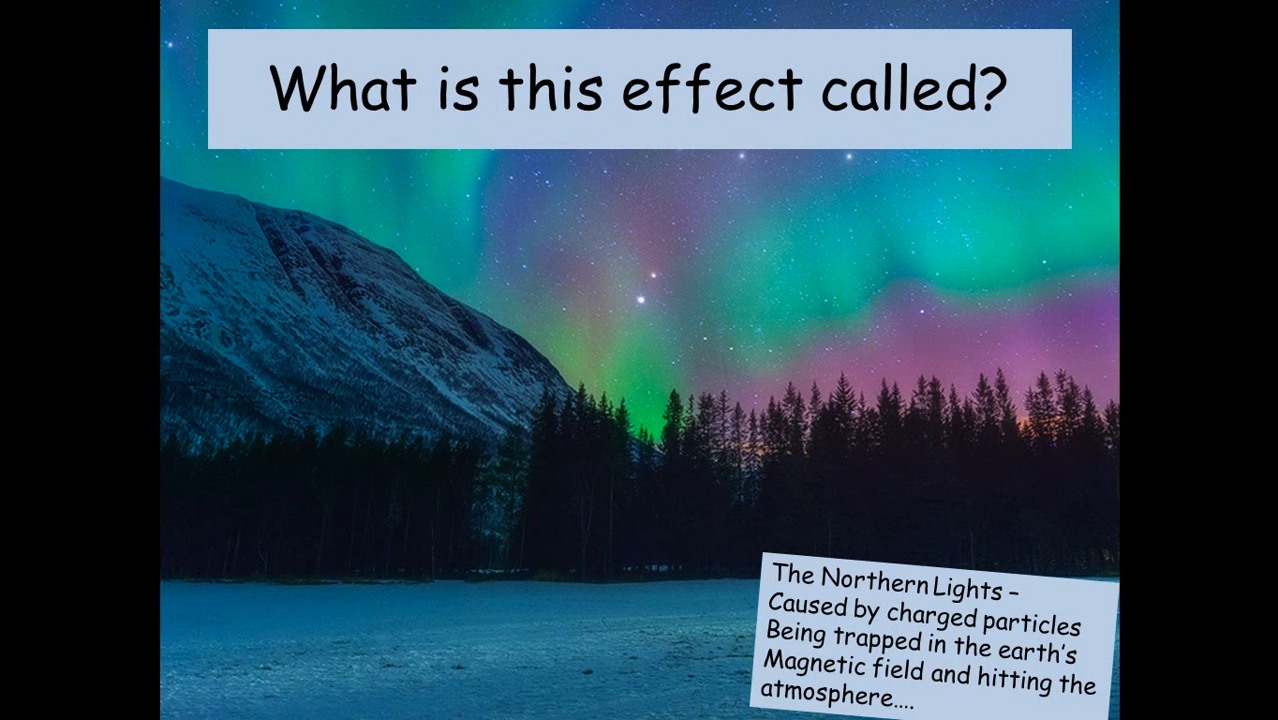 What is this effect called?
The Northern Lights –
Caused by charged particles
Being trapped in the earth's
Magnetic field and hitting the
atmosphere....